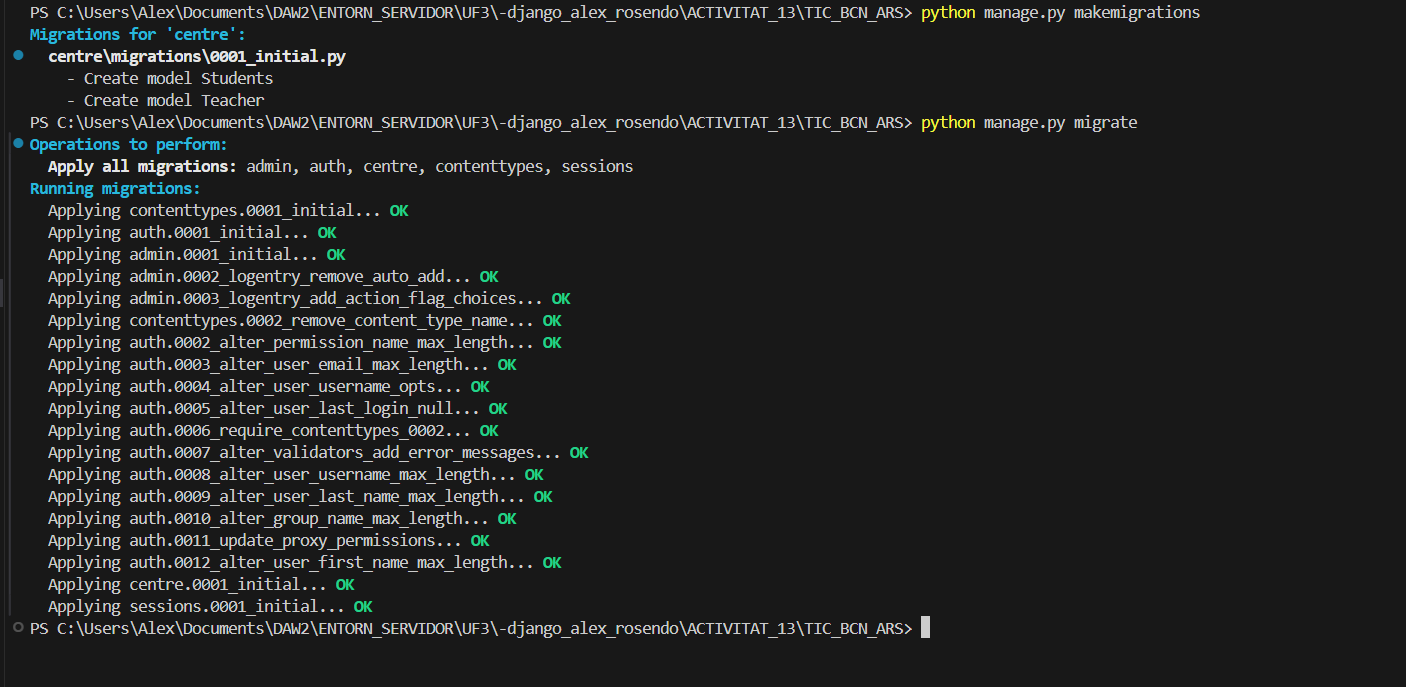 PS C:\Users\Alex\Documents\DAW2\ENTORN_SERVIDOR\UF3\-django_alex_rosendo\ACTIVITAT_13\TIC_BCN_ARS> python manage.py makemigrations
Migrations for 'centre':
centre\migrations\0001_initial.py
- Create model Students
- Create model Teacher
PS C:\Users\Alex\Documents\DAW2\ENTORN_SERVIDOR\UF3\-django_alex_rosendo\ACTIVITAT_13\TIC_BCN_ARS> python manage.py migrate
Operations to perform:
Apply all migrations: admin, auth, centre, contenttypes, sessions
Running migrations:
Applying contenttypes.0001_initial... OK
Applying auth.0001_initial... OK
Applying admin.0001_initial... OK
Applying admin.0002_logentry_remove_auto_add... OK
Applying admin.0003_logentry_add_action_flag_choices... OK
Applying contenttypes.0002_remove_content_type_name... OK
Applying auth.0002_alter_permission_name_max_length... OK
Applying auth.0003_alter_user_email_max_length... OK
Applying auth.0004_alter_user_username_opts... OK
Applying auth.0005_alter_user_last_login_null... OK
Applying auth.0006_require_contenttypes_0002... OK
Applying auth.0007_alter_validators_add_error_messages... OK
Applying auth.0008_alter_user_username_max_length... OK
Applying auth.0009_alter_user_last_name_max_length... OK
Applying auth.0010_alter_group_name_max_length... OK
Applying auth.0011_update_proxy_permissions... OK
Applying auth.0012_alter_user_first_name_max_length... OK
Applying centre.0001_initial... OK
Applying sessions.0001_initial... OK
PS C:\Users\Alex\Documents\DAW2\ENTORN_SERVIDOR\UF3\-django_alex_rosendo\ACTIVITAT_13\TIC_BCN_ARS>